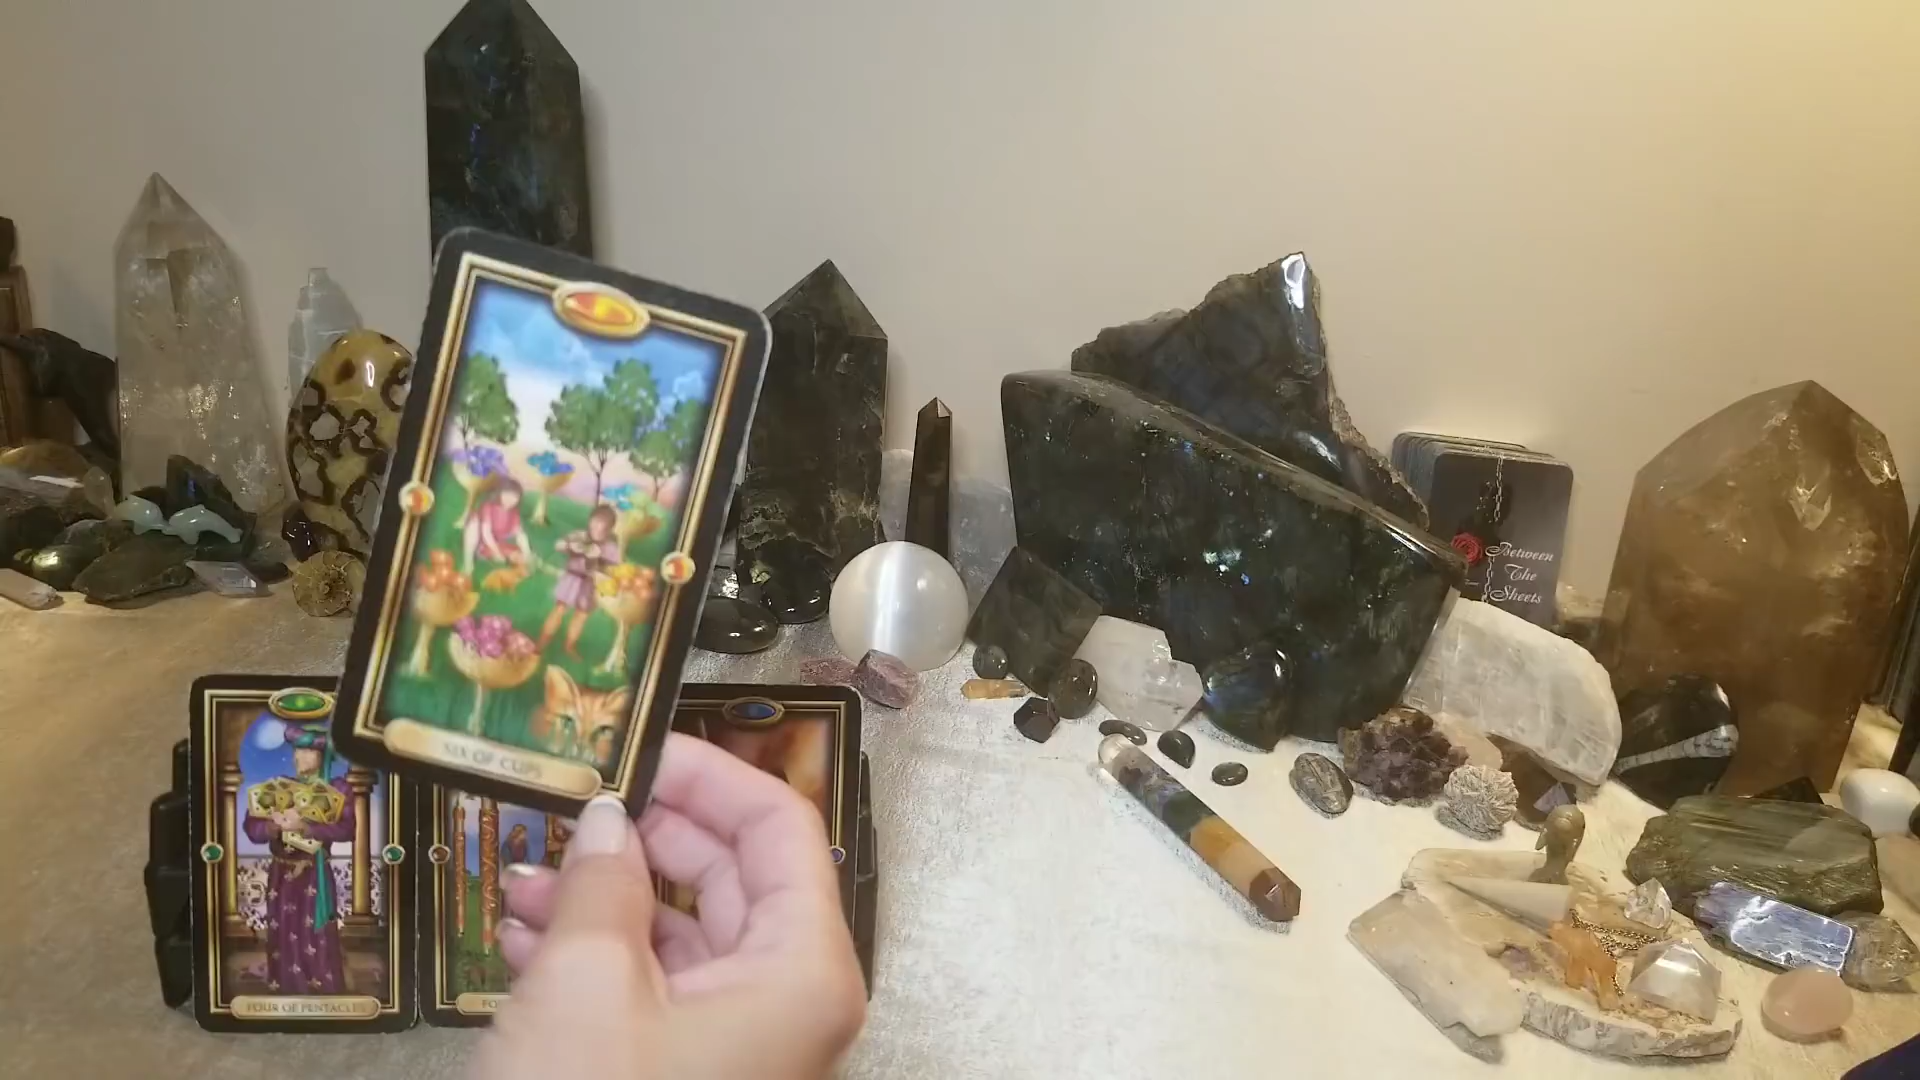 SIX OF CUPS
Between
The
Sheets
FOUR OF PENTACLES